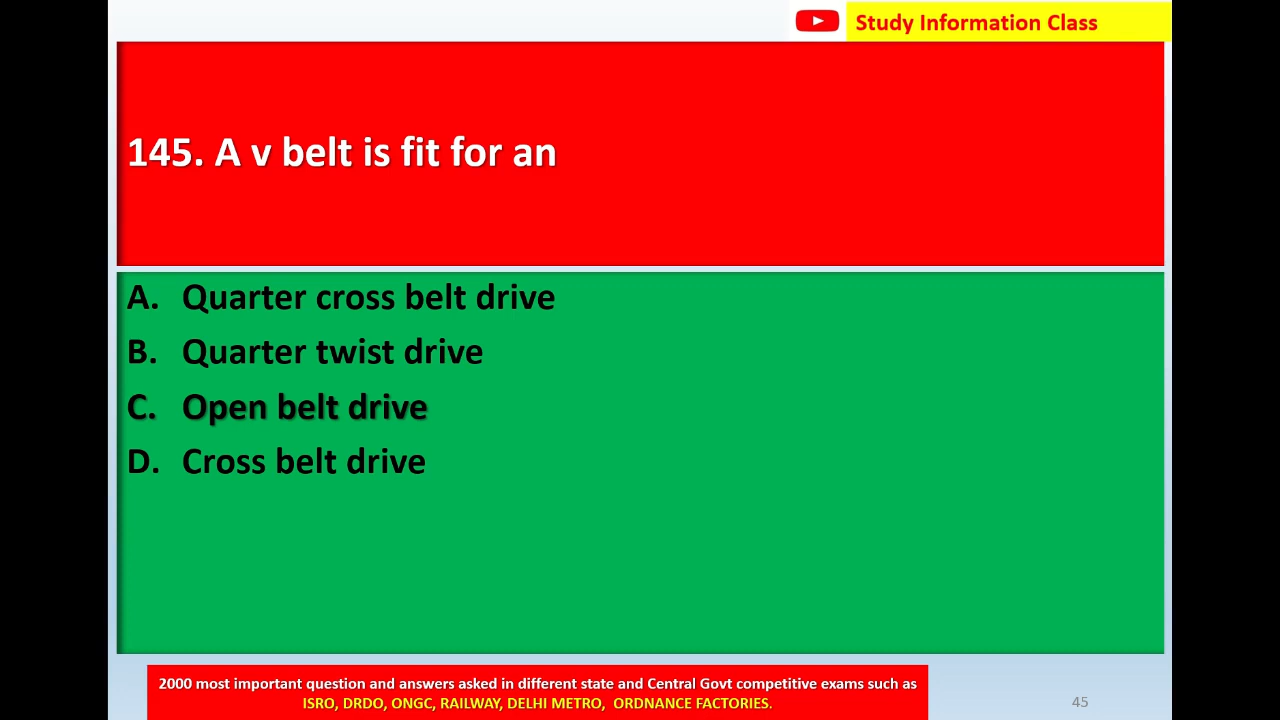 Study Information Class
145. A v belt is fit for an
A. Quarter cross belt drive
B. Quarter twist drive
C. Open belt drive
D. Cross belt drive
2000 most important question and answers asked in different state and Central Govt competitive exams such as
ISRO, DRDO, ONGC, RAILWAY, DELHI METRO, ORDNANCE FACTORIES.
45